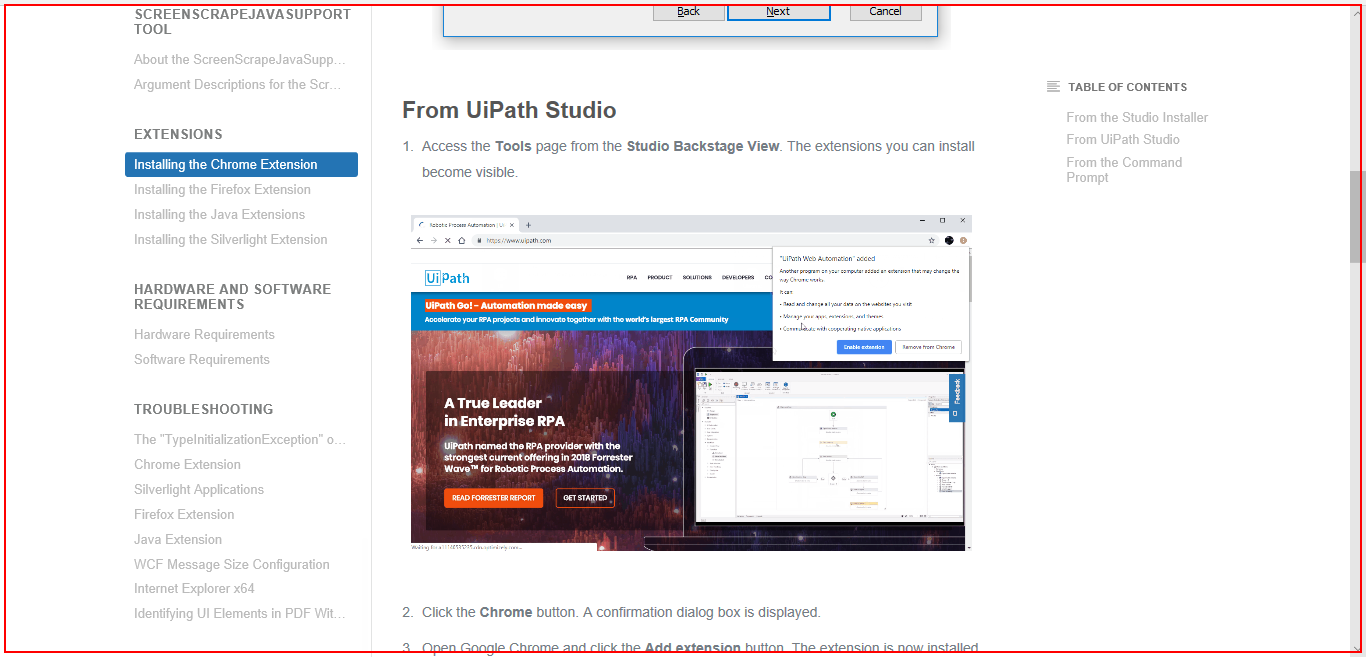 SCREENSCRAPEJAVASUPPORT
TOOL
About the ScreenScrapeJavaSupp...
Argument Descriptions for the Scr...
EXTENSIONS
Installing the Chrome Extension
Installing the Firefox Extension
Installing the Java Extensions
Installing the Silverlight Extension
HARDWARE AND SOFTWARE
REQUIREMENTS
Hardware Requirements
Software Requirements
TROUBLESHOOTING
The "TypeInitializationException" o...
Chrome Extension
Silverlight Applications
Firefox Extension
Java Extension
WCF Message Size Configuration
Internet Explorer x64
Identifying UI Elements in PDF Wit...
Back Next Cancel
From UiPath Studio
1. Access the Tools page from the Studio Backstage View. The extensions you can install
become visible.
Robotic Process Automation | Ui
https://www.uipath.com
UiPath
RPA PRODUCT SOLUTIONS DEVELOPERS CO
"UiPath Web Automation" added
Another program on your computer added an extension that may change the
way Chrome works.
It can:
• Read and change all your data on the websites you visit
• Manage your apps, extensions, and themes
• Communicate with cooperating native applications
Enable extension Remove from Chrome
UiPath Go! - Automation made easy
Accelerate your RPA projects and innovate together with the world's largest RPA Community
Feedback
A True Leader
in Enterprise RPA
UiPath named the RPA provider with the
strongest current offering in 2018 Forrester
Wave™ for Robotic Process Automation.
READ FORRESTER REPORT GET STARTED
Waiting for
2. Click the Chrome button. A confirmation dialog box is displayed.
3. Open Google Chrome and click the Add extension button. The extension is now installed
TABLE OF CONTENTS
From the Studio Installer
From UiPath Studio
From the Command
Prompt